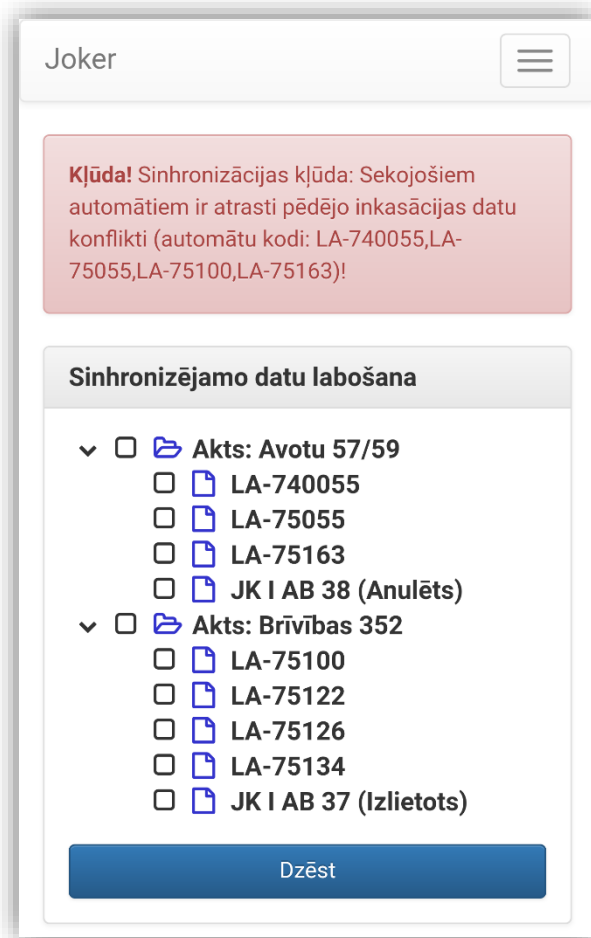 Joker
Kļūda! Sinhronizācijas kļūda: Sekojošiem
automātiem ir atrasti pēdējo inkasācijas datu
konflikti (automātu kodi: LA-740055,LA-
75055,LA-75100,LA-75163)!
Sinhronizējamo datu labošana
Akts: Avotu 57/59
LA-740055
LA-75055
LA-75163
JK I AB 38 (Anulēts)
Akts: Brīvības 352
LA-75100
LA-75122
LA-75126
LA-75134
JK I AB 37 (Izlietots)
Dzēst